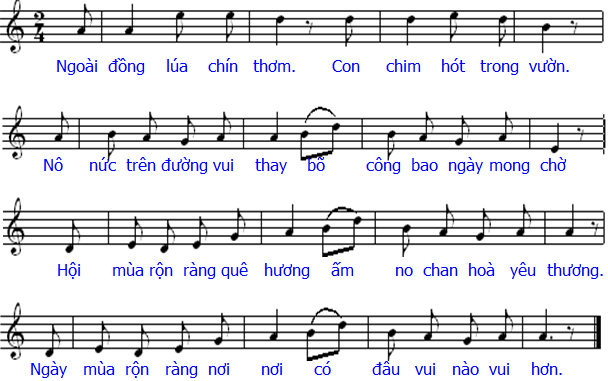 2 4
Ngoài đồng lúa chín thơm. Con chim hót trong vườn.
Nô nức trên đường vui thay bõ công bao ngày mong chờ
Hội mùa rộn ràng quê hương ấm no chan hoà yêu thương.
Ngày mùa rộn ràng nơi nơi có đâu vui nào vui hơn.